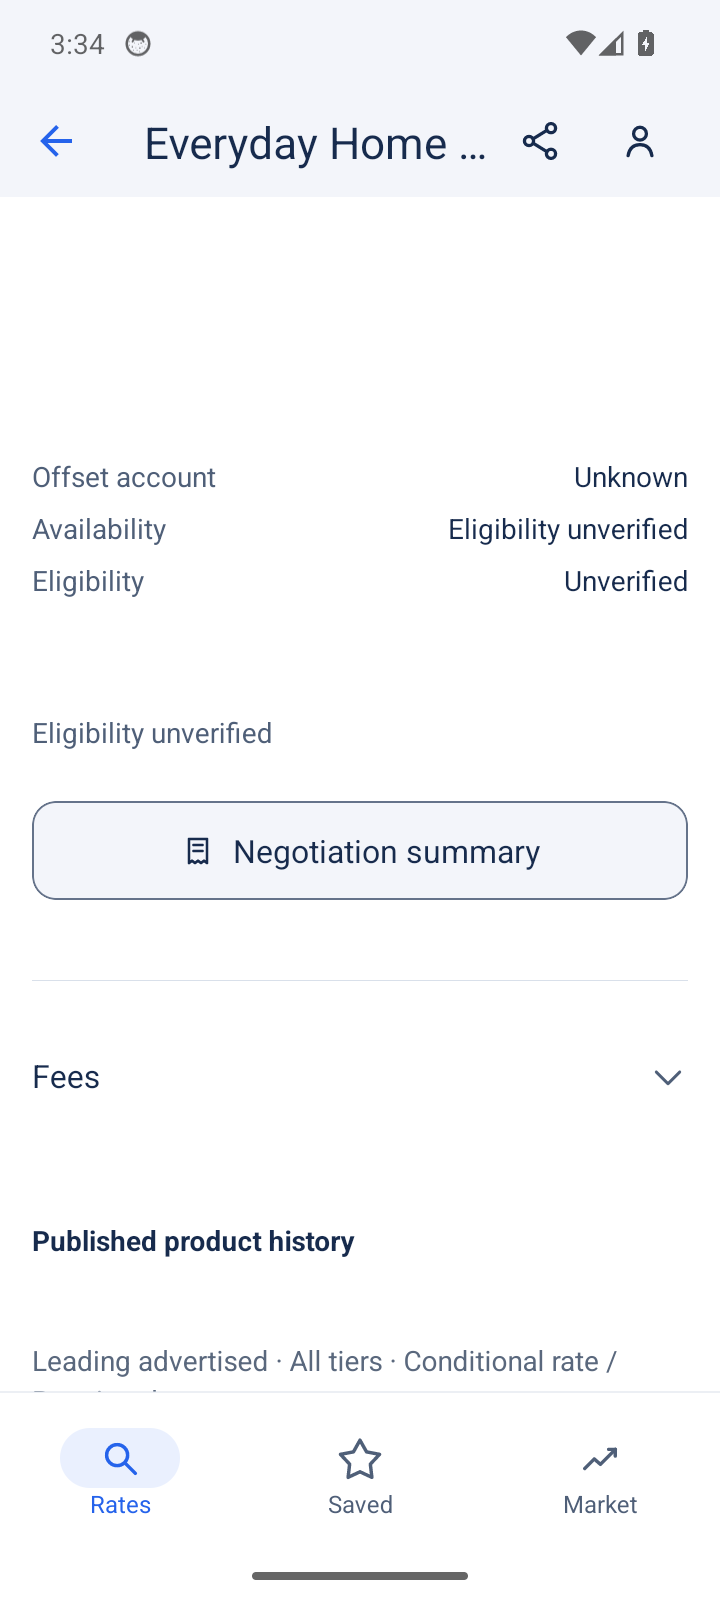 3:34
Everyday Home ...
Offset account Unknown
Availability Eligibility unverified
Eligibility Unverified
Eligibility unverified
Negotiation summary
Fees
Published product history
Leading advertised · All tiers · Conditional rate /
Rates Saved Market